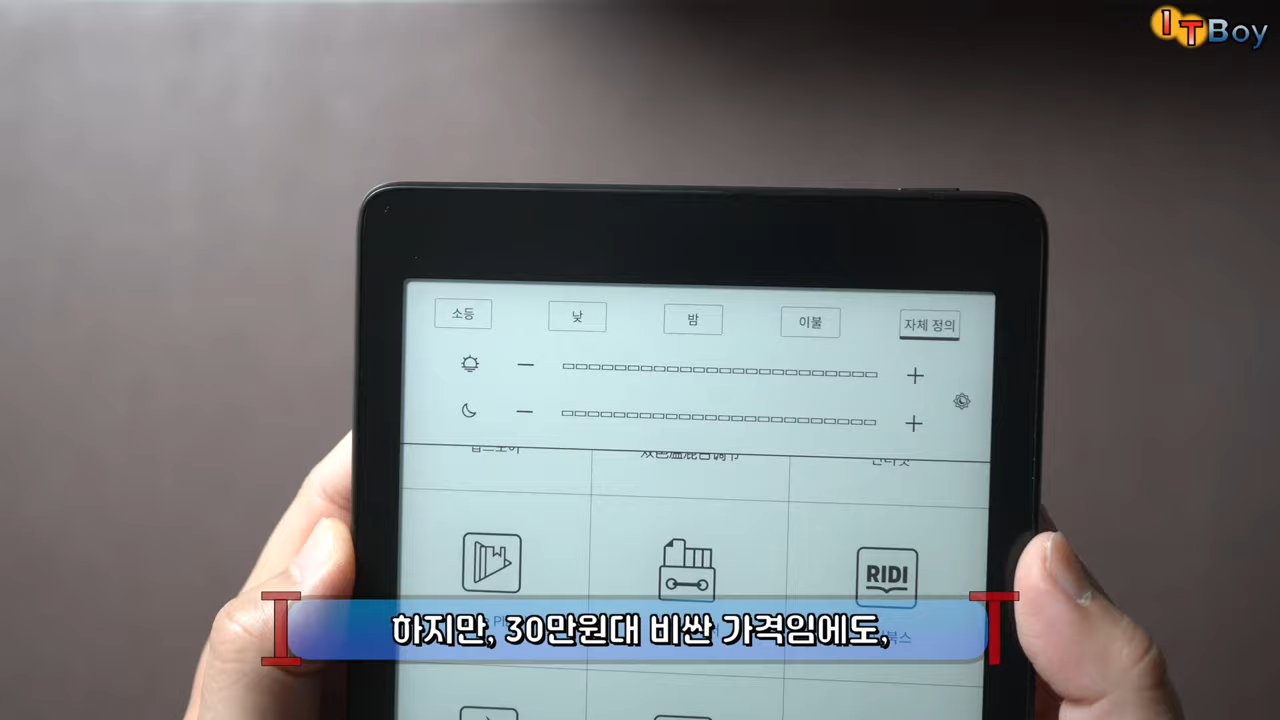 ITBoy
소등 낮 밤 이불 자체 정의
RIDI
하지만, 30만원대 비싼 가격임에도,